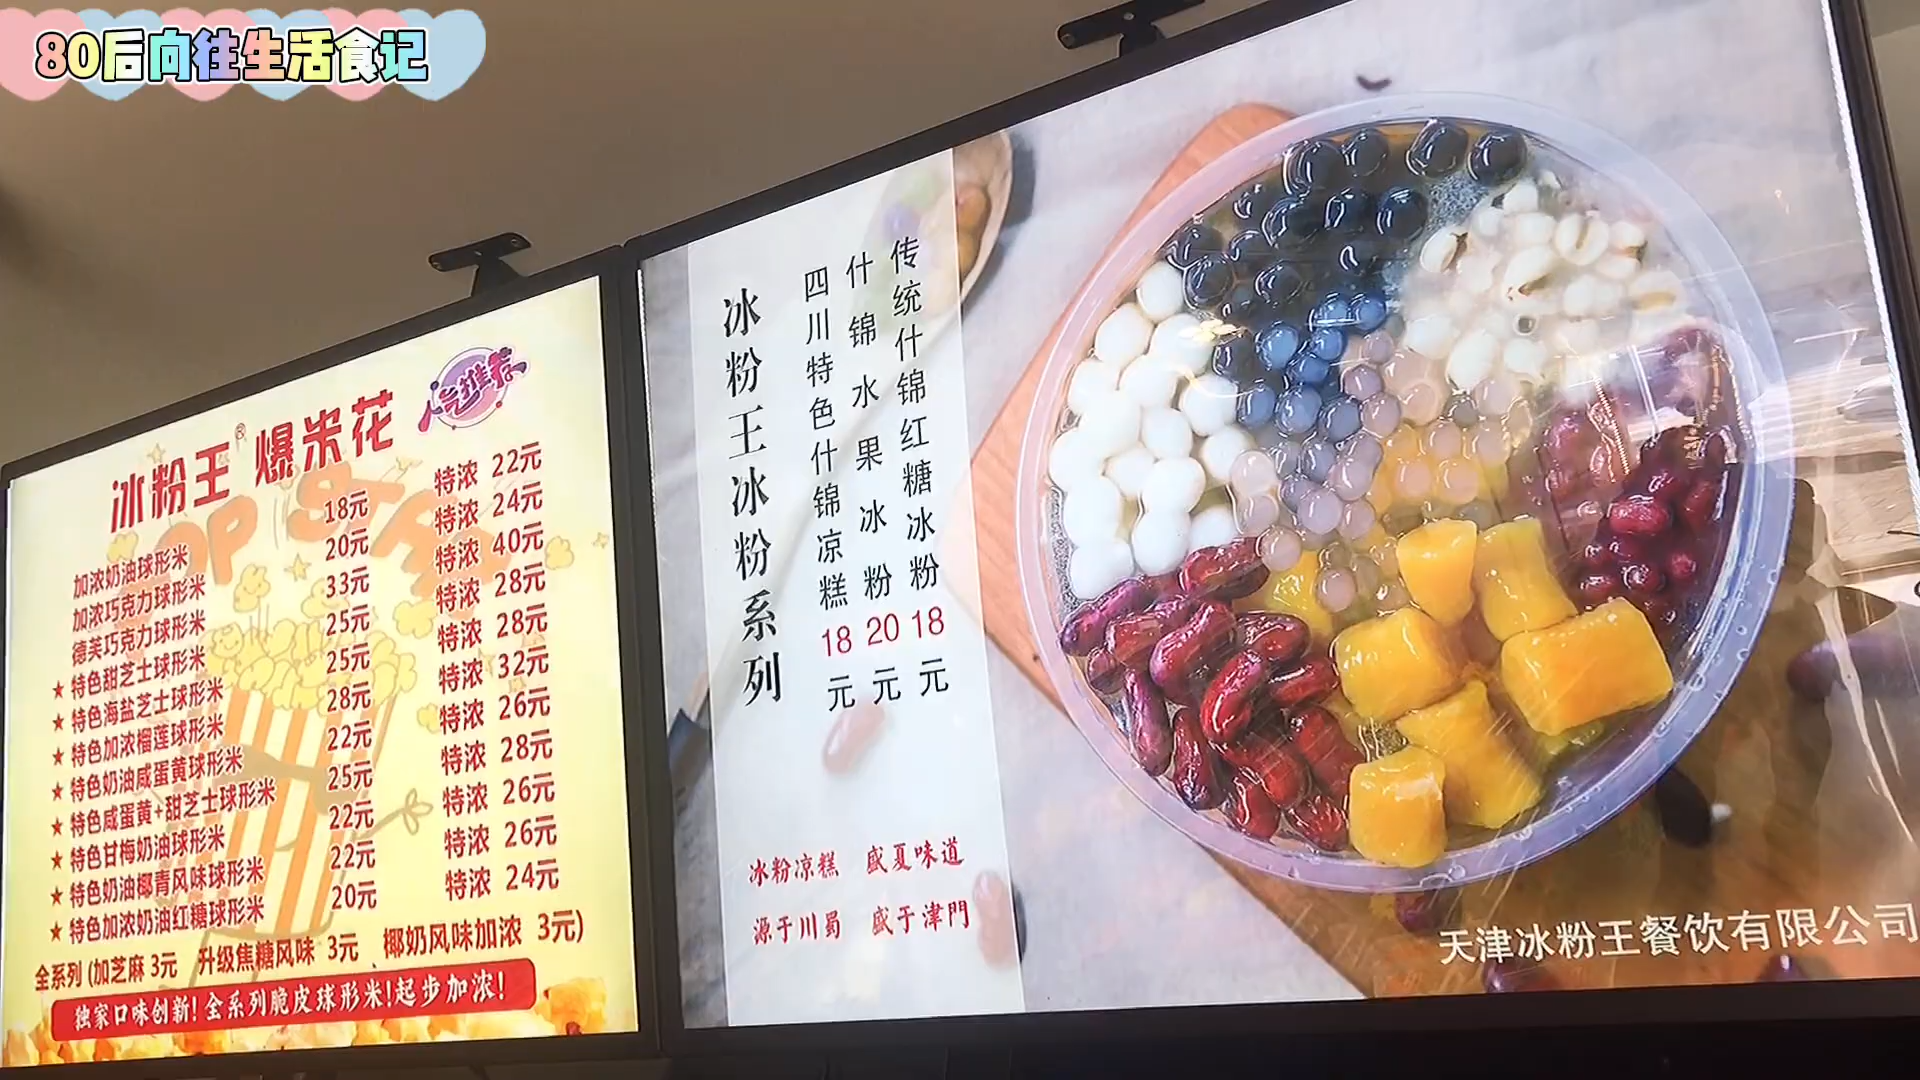 80后向往生活食记
冰粉王® 爆米花
人气推荐
加浓奶油球形米 18元 特浓 22元
加浓巧克力球形米 20元 特浓 24元
德芙巧克力球形米 33元 特浓 40元
★ 特色甜芝士球形米 25元 特浓 28元
★ 特色海盐芝士球形米 25元 特浓 28元
★ 特色加浓榴莲球形米 28元 特浓 32元
★ 特色奶油咸蛋黄球形米 22元 特浓 26元
★ 特色咸蛋黄+甜芝士球形米 25元 特浓 28元
★ 特色甘梅奶油球形米 22元 特浓 26元
★ 特色奶油椰青风味球形米 22元 特浓 26元
★ 特色加浓奶油红糖球形米 20元 特浓 24元
全系列 (加芝麻 3元 升级焦糖风味 3元 椰奶风味加浓 3元)
独家口味创新!全系列脆皮球形米!起步加浓!
传统什锦红糖冰粉 18元
什锦水果冰粉 20元
四川特色什锦凉糕 18元
冰粉王冰粉系列
冰粉凉糕 盛夏味道
源于川蜀 盛于津門
天津冰粉王餐饮有限公司